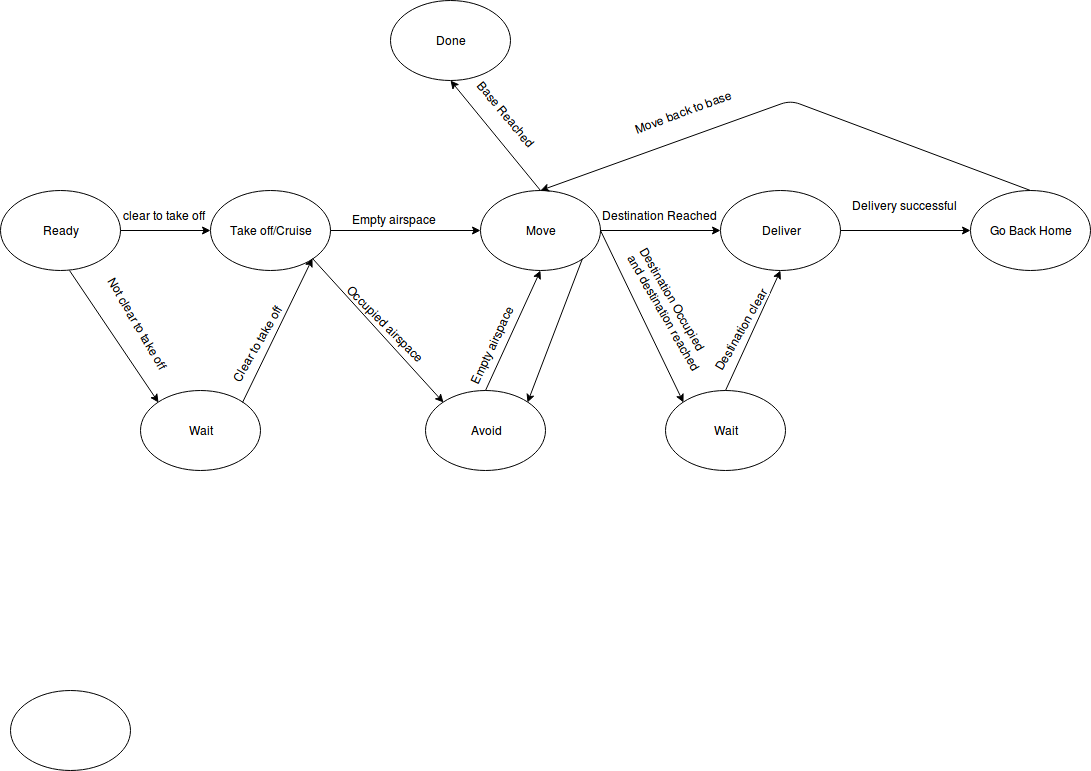 Done
Base Reached
Move back to base
Ready
clear to take off
Take off/Cruise
Empty airspace
Move
Destination Reached
Deliver
Delivery successful
Go Back Home
Not clear to take off
Clear to take off
Occupied airspace
Empty airspace
Destination Occupied
and destination reached
Destination clear
Wait
Avoid
Wait